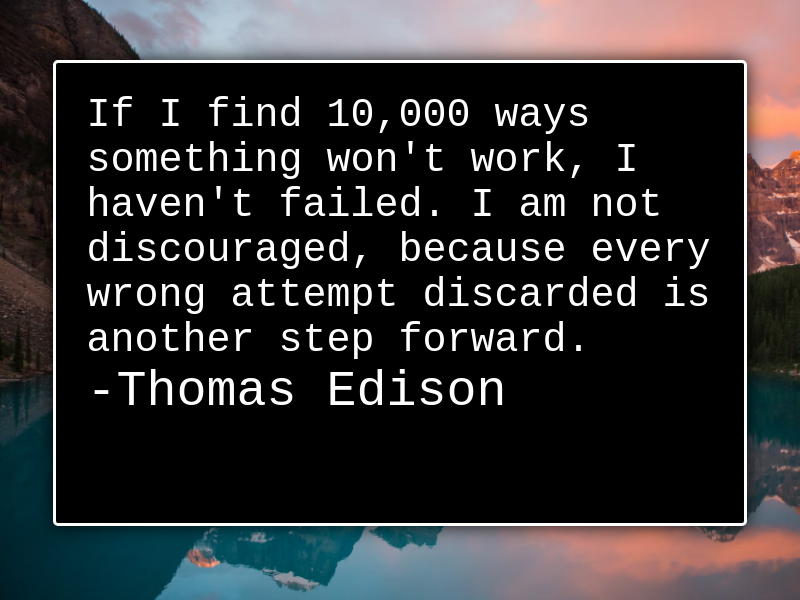 If I find 10,000 ways
something won't work, I
haven't failed. I am not
discouraged, because every
wrong attempt discarded is
another step forward.
-Thomas Edison